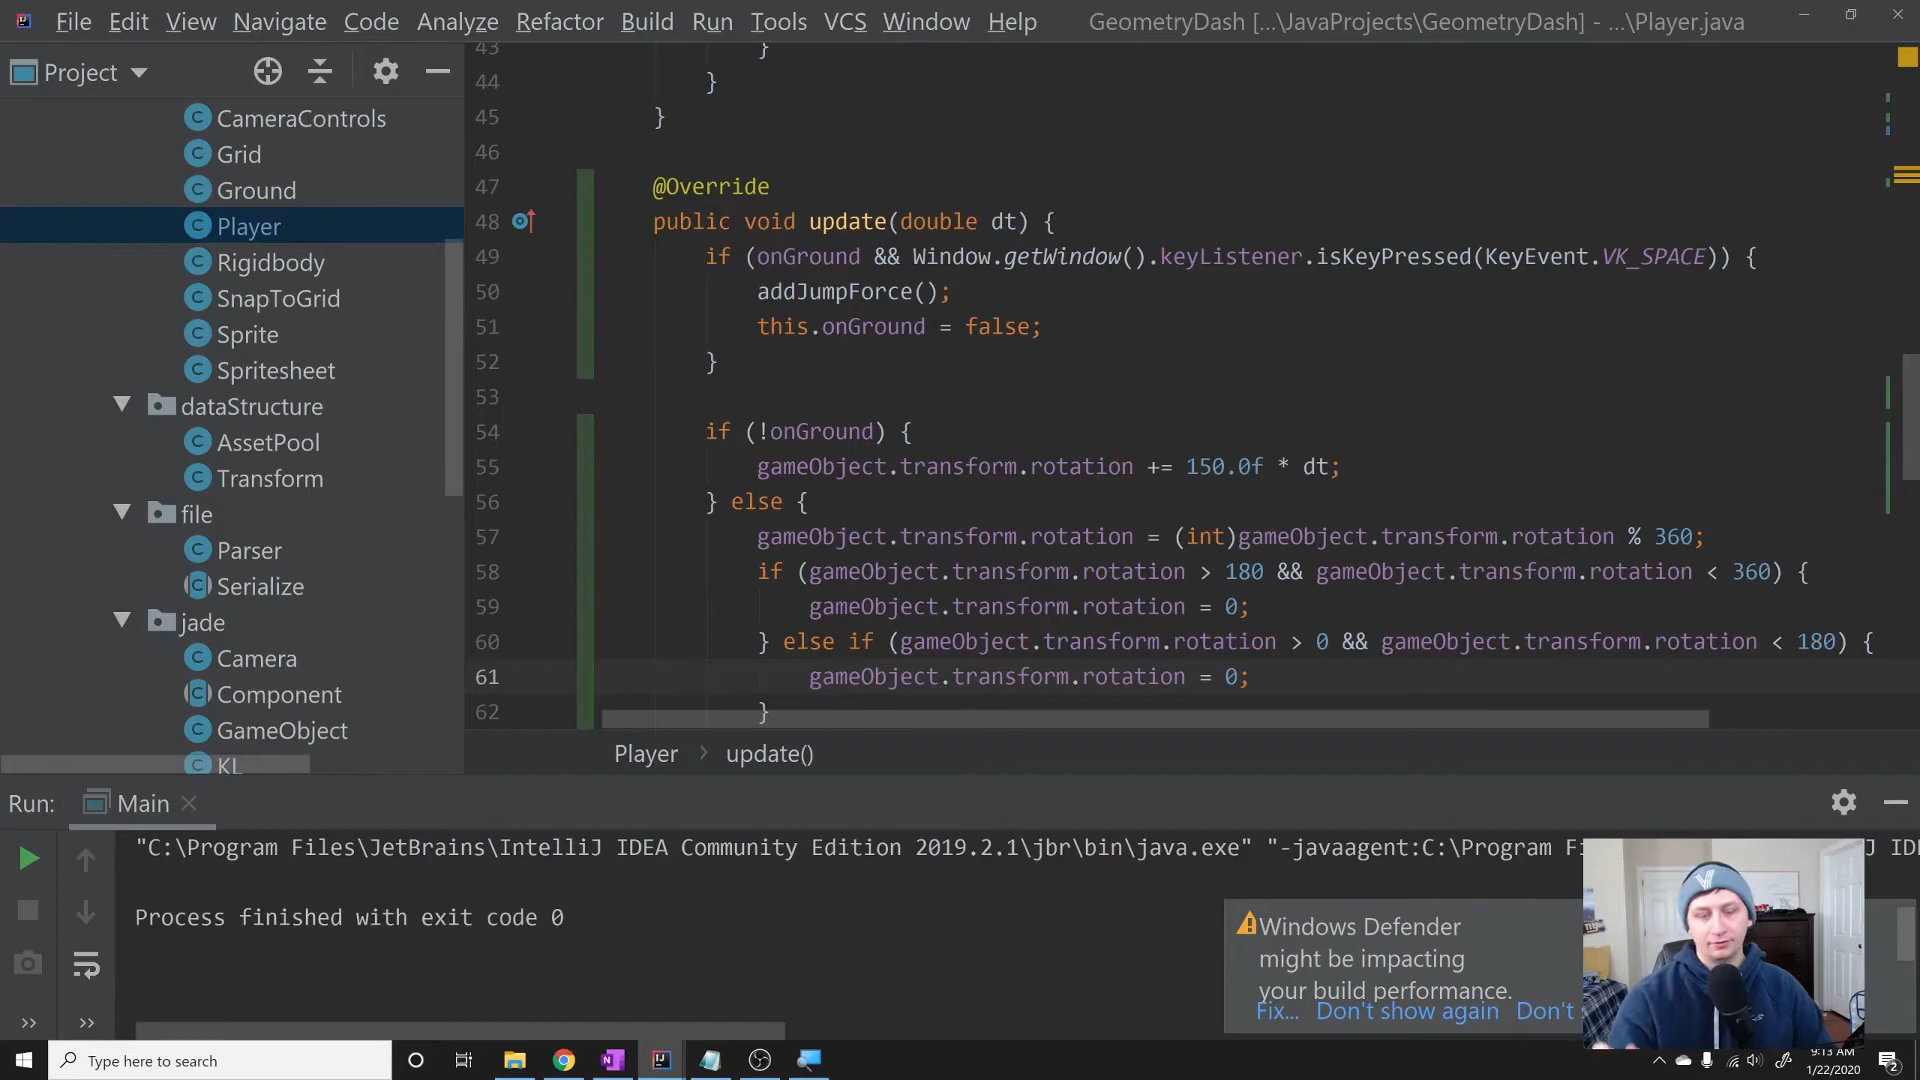 File Edit View Navigate Code Analyze Refactor Build Run Tools VCS Window Help GeometryDash [...\JavaProjects\GeometryDash] - ...\Player.java
Project
CameraControls
Grid
Ground
Player
Rigidbody
SnapToGrid
Sprite
Spritesheet
dataStructure
AssetPool
Transform
file
Parser
Serialize
jade
Camera
Component
GameObject
KL
43 }
44 }
45 }
46
47 @Override
48 public void update(double dt) {
49 if (onGround && Window.getWindow().keyListener.isKeyPressed(KeyEvent.VK_SPACE)) {
50 addJumpForce();
51 this.onGround = false;
52 }
53
54 if (!onGround) {
55 gameObject.transform.rotation += 150.0f * dt;
56 } else {
57 gameObject.transform.rotation = (int)gameObject.transform.rotation % 360;
58 if (gameObject.transform.rotation > 180 && gameObject.transform.rotation < 360) {
59 gameObject.transform.rotation = 0;
60 } else if (gameObject.transform.rotation > 0 && gameObject.transform.rotation < 180) {
61 gameObject.transform.rotation = 0;
62 }
Player > update()
Run: Main
"C:\Program Files\JetBrains\IntelliJ IDEA Community Edition 2019.2.1\jbr\bin\java.exe" "-javaagent:C:\Program Fi J IDE
Process finished with exit code 0
Windows Defender
might be impacting
your build performance.
Fix... Don't show again Don't
Type here to search
9:13 AM
1/22/2020
2